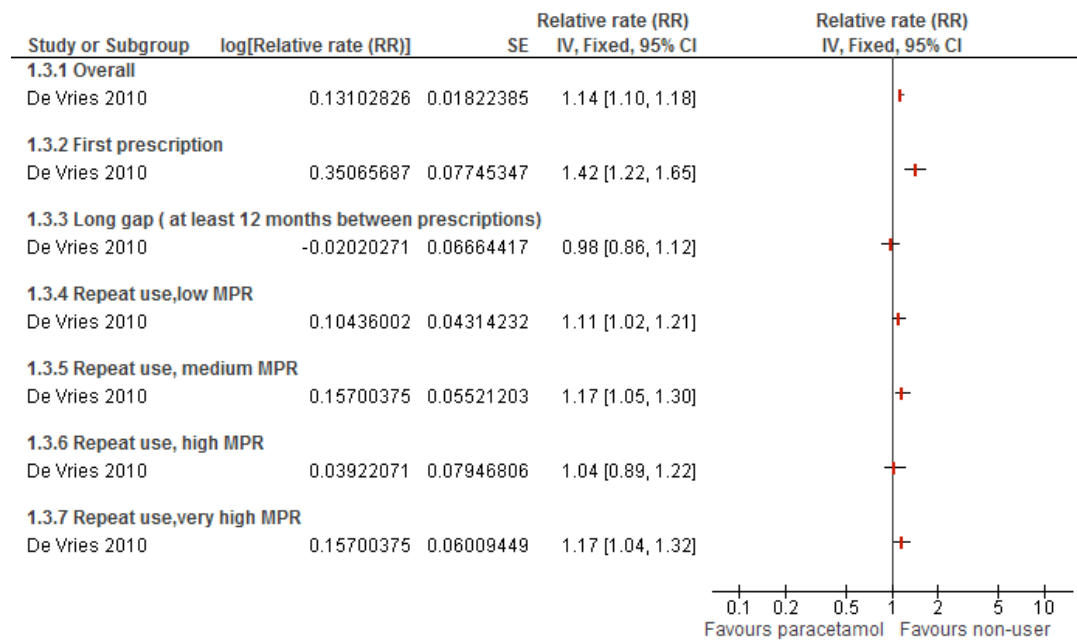 Relative rate (RR) Relative rate (RR)
Study or Subgroup log[Relative rate (RR)] SE IV, Fixed, 95% CI IV, Fixed, 95% CI
1.3.1 Overall
De Vries 2010 0.13102826 0.01822385 1.14 [1.10, 1.18]
1.3.2 First prescription
De Vries 2010 0.35065687 0.07745347 1.42 [1.22, 1.65]
1.3.3 Long gap ( at least 12 months between prescriptions)
De Vries 2010 -0.02020271 0.06664417 0.98 [0.86, 1.12]
1.3.4 Repeat use,low MPR
De Vries 2010 0.10436002 0.04314232 1.11 [1.02, 1.21]
1.3.5 Repeat use, medium MPR
De Vries 2010 0.15700375 0.05521203 1.17 [1.05, 1.30]
1.3.6 Repeat use, high MPR
De Vries 2010 0.03922071 0.07946806 1.04 [0.89, 1.22]
1.3.7 Repeat use,very high MPR
De Vries 2010 0.15700375 0.06009449 1.17 [1.04, 1.32]
0.1 0.2 0.5 1 2 5 10
Favours paracetamol Favours non-user